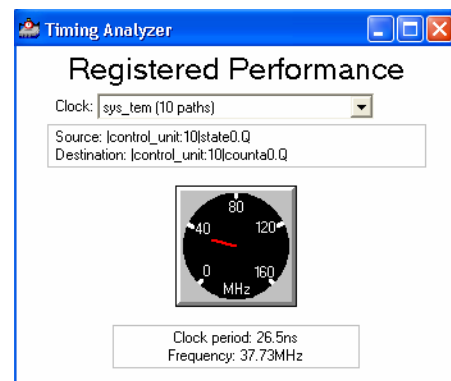 Timing Analyzer
Registered Performance
Clock: sys_tem (10 paths)
Source: |control_unit:10|state0.Q
Destination: |control_unit:10|counta0.Q
80
40 120
0 160
MHz
Clock period: 26.5ns
Frequency: 37.73MHz